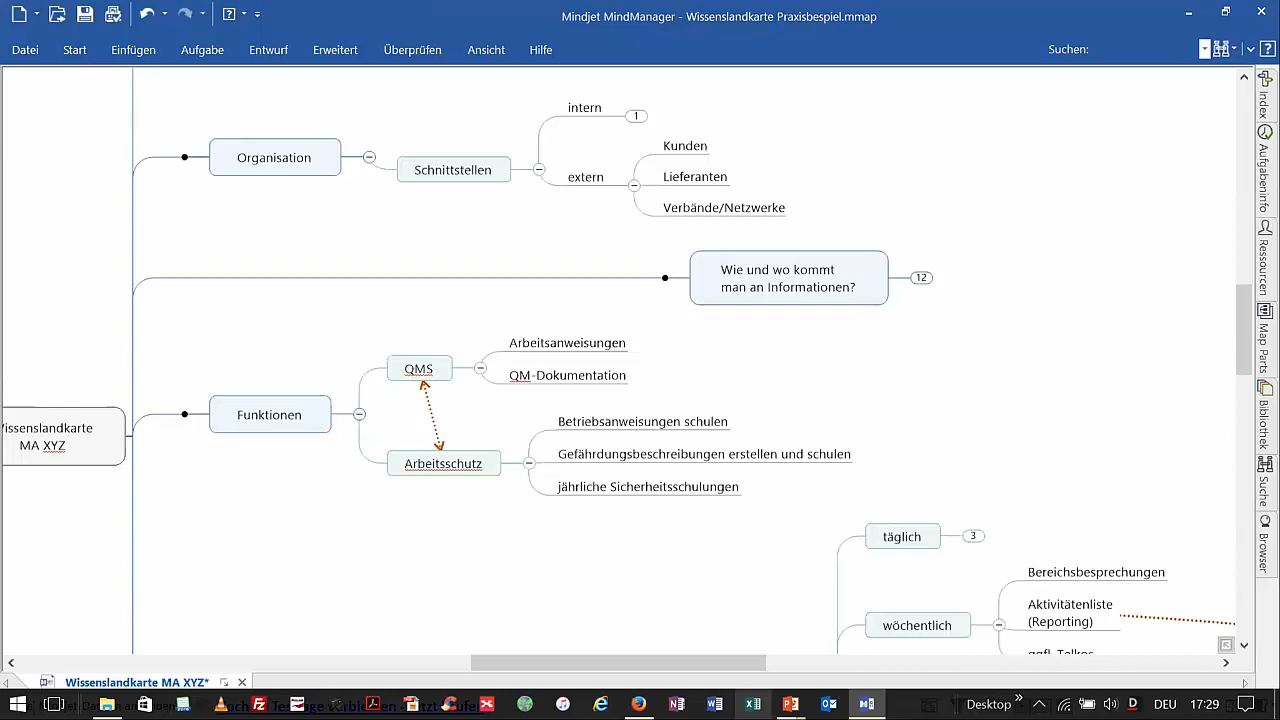 Mindjet MindManager - Wissenslandkarte Praxisbespiel.mmap
Datei Start Einfügen Aufgabe Entwurf Erweitert Überprüfen Ansicht Hilfe Suchen:
intern
1
Organisation
Schnittstellen
extern
Kunden
Lieferanten
Verbände/Netzwerke
Wie und wo kommt
man an Informationen?
12
Wissenslandkarte
MA XYZ
Funktionen
QMS
Arbeitsanweisungen
QM-Dokumentation
Arbeitsschutz
Betriebsanweisungen schulen
Gefährdungsbeschreibungen erstellen und schulen
jährliche Sicherheitsschulungen
täglich
3
wöchentlich
Bereichsbesprechungen
Aktivitätenliste
(Reporting)
Index
Aufgabeninfo
Ressourcen
Map Parts
Bibliothek
Suche
Browser
Wissenslandkarte MA XYZ*
Desktop
DEU
17:29